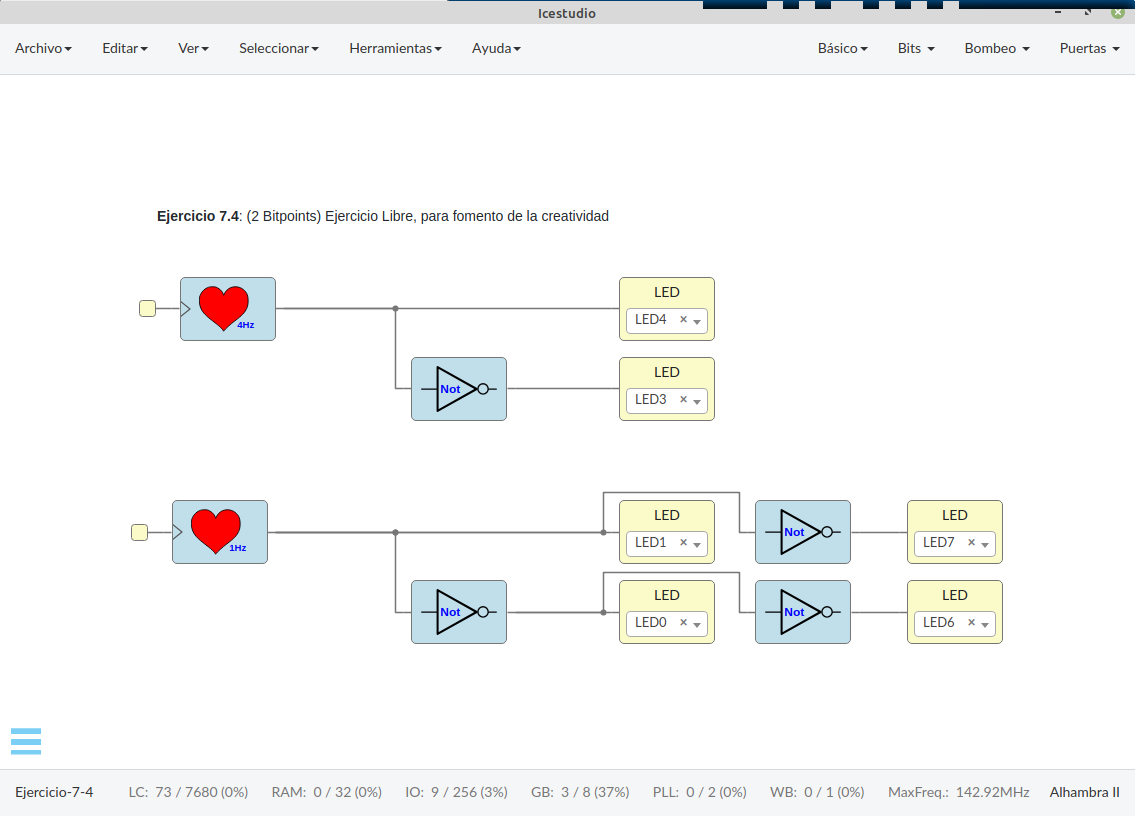 Icestudio
Archivo Editar Ver Seleccionar Herramientas Ayuda Básico Bits Bombeo Puertas
Ejercicio 7.4: (2 Bitpoints) Ejercicio Libre, para fomento de la creatividad
4Hz
LED
LED4 ×
Not
LED
LED3 ×
1Hz
LED
LED1 ×
Not
LED
LED7 ×
Not
LED
LED0 ×
Not
LED
LED6 ×
Ejercicio-7-4 LC: 73 / 7680 (0%) RAM: 0 / 32 (0%) IO: 9 / 256 (3%) GB: 3 / 8 (37%) PLL: 0 / 2 (0%) WB: 0 / 1 (0%) MaxFreq.: 142.92MHz Alhambra II